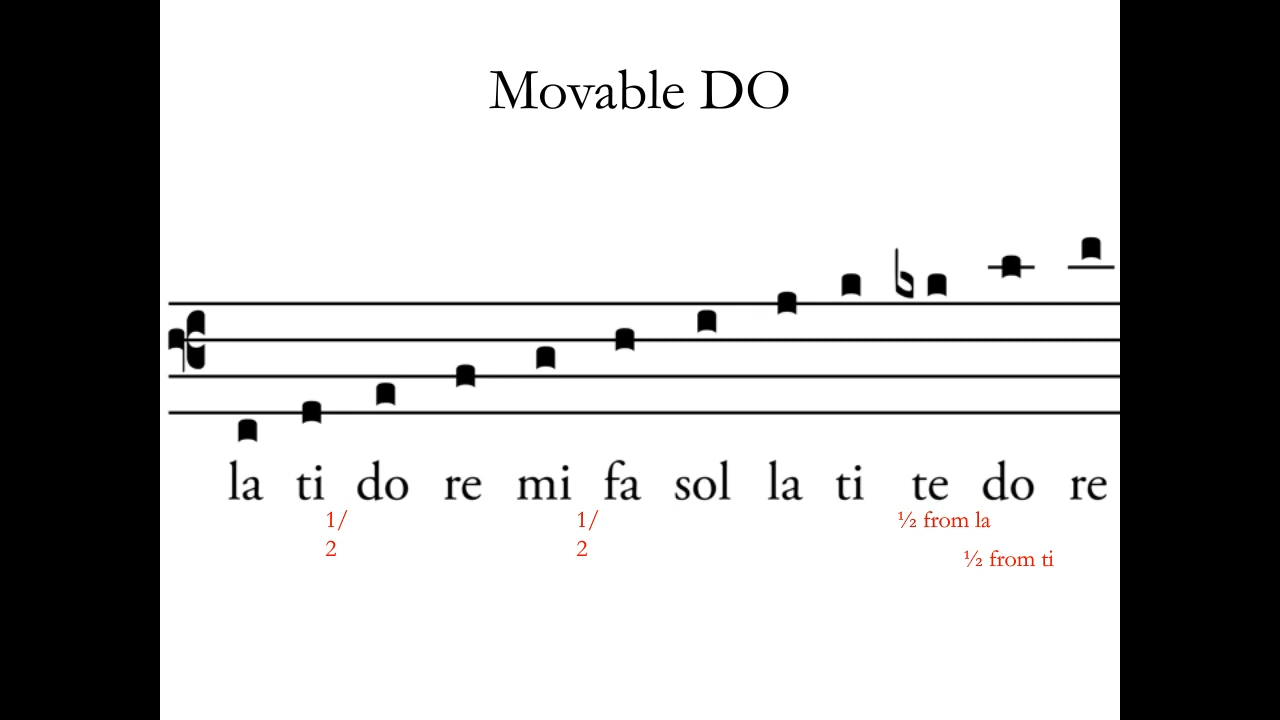 Movable DO
la ti do re mi fa sol la ti te do re
1/ 1/ ½ from la
2 2 ½ from ti